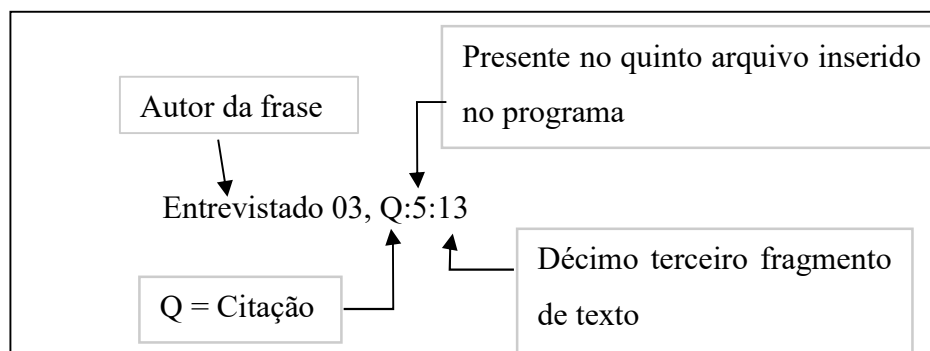 Presente no quinto arquivo inserido
no programa
Autor da frase
Entrevistado 03, Q:5:13
Décimo terceiro fragmento
de texto
Q = Citação